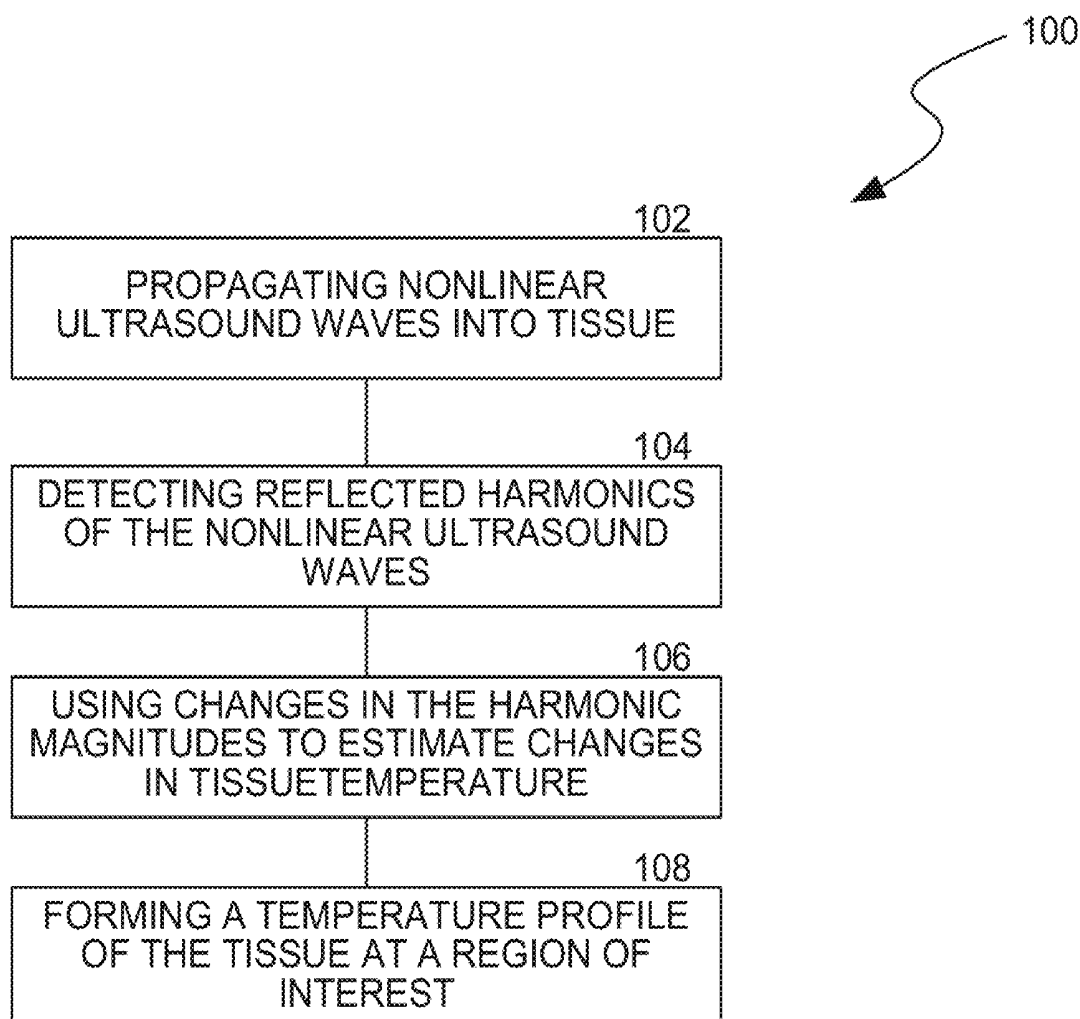 100
102
PROPAGATING NONLINEAR
ULTRASOUND WAVES INTO TISSUE
104
DETECTING REFLECTED HARMONICS
OF THE NONLINEAR ULTRASOUND
WAVES
106
USING CHANGES IN THE HARMONIC
MAGNITUDES TO ESTIMATE CHANGES
IN TISSUETEMPERATURE
108
FORMING A TEMPERATURE PROFILE
OF THE TISSUE AT A REGION OF
INTEREST